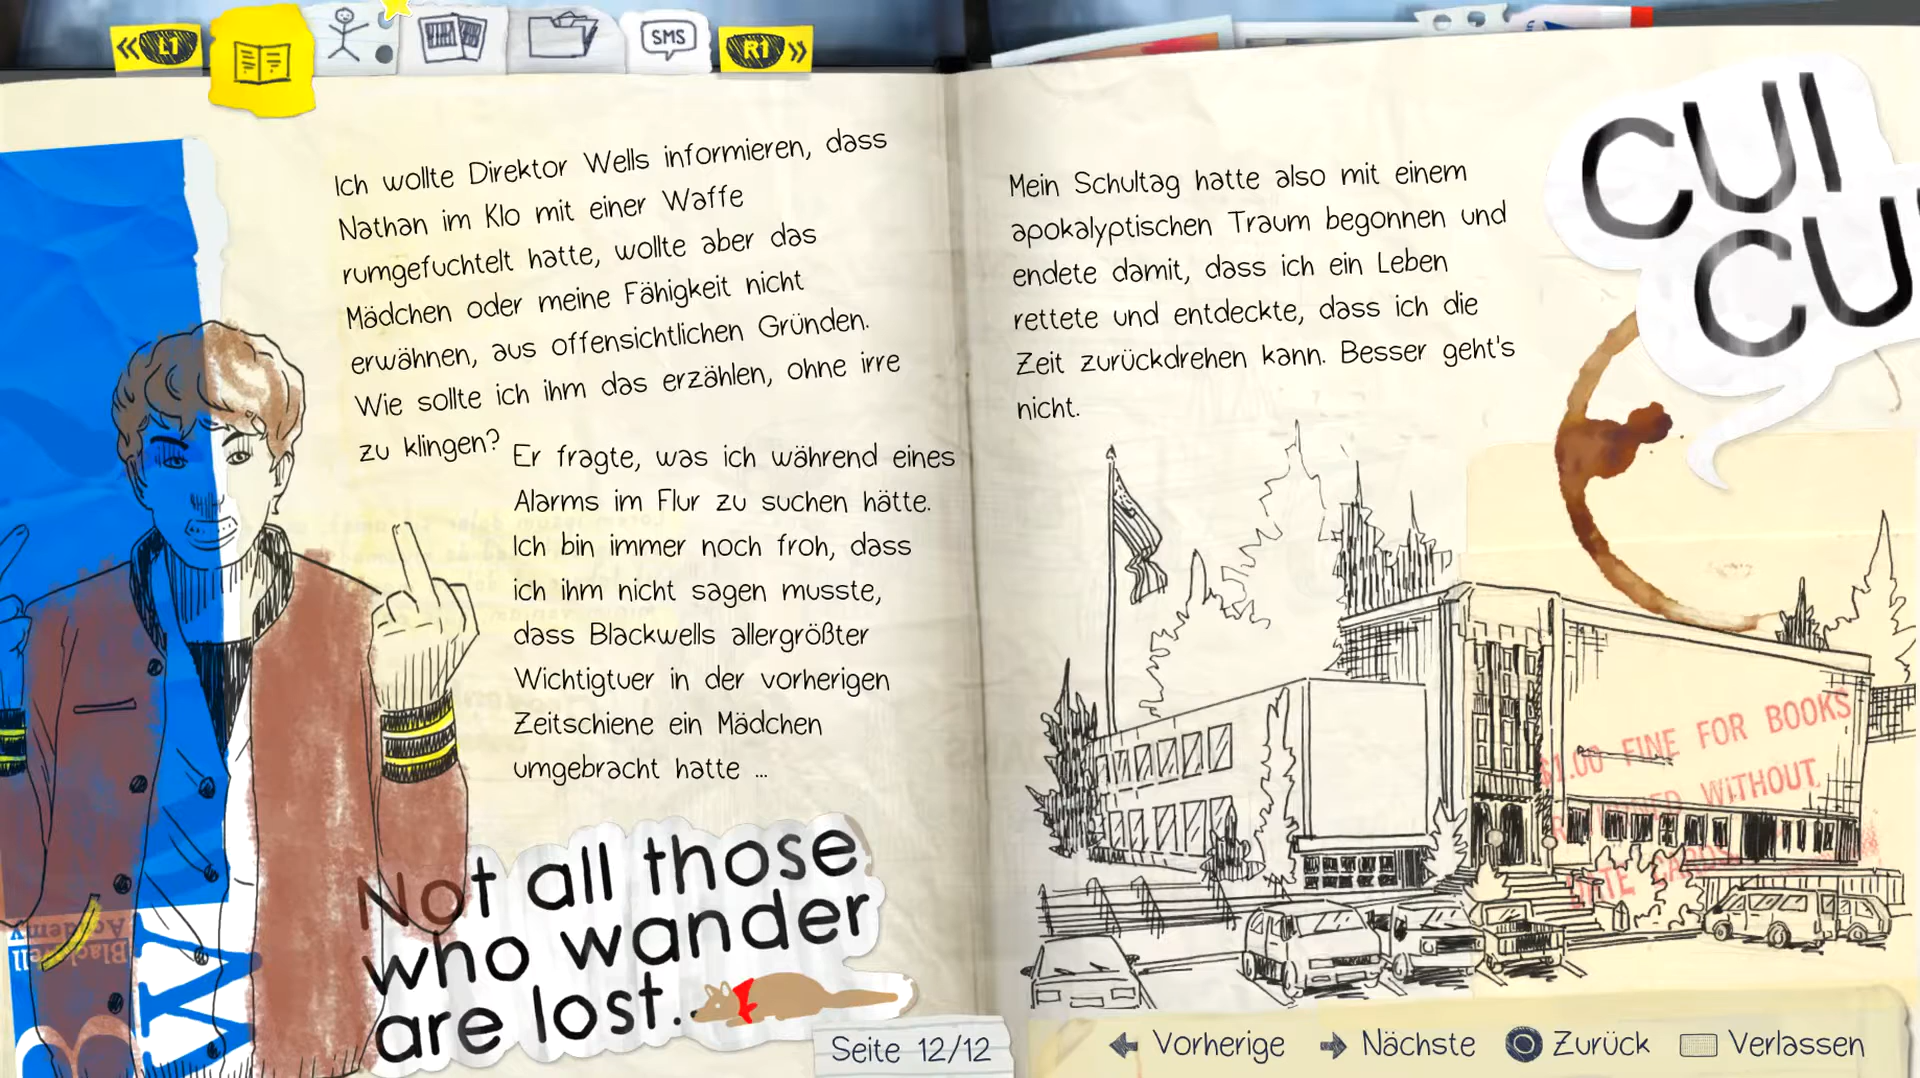 L1
SMS
R1
Ich wollte Direktor Wells informieren, dass
Nathan im Klo mit einer Waffe
rumgefuchtelt hatte, wollte aber das
Mädchen oder meine Fähigkeit nicht
erwähnen, aus offensichtlichen Gründen.
Wie sollte ich ihm das erzählen, ohne irre
zu klingen?
Er fragte, was ich während eines
Alarms im Flur zu suchen hätte.
Ich bin immer noch froh, dass
ich ihm nicht sagen musste,
dass Blackwells allergrößter
Wichtigtuer in der vorherigen
Zeitschiene ein Mädchen
umgebracht hatte ...
Not all those
who wander
are lost.
Academy
Seite 12/12
Mein Schultag hatte also mit einem
apokalyptischen Traum begonnen und
endete damit, dass ich ein Leben
rettete und entdeckte, dass ich die
Zeit zurückdrehen kann. Besser geht's
nicht.
CUI
CU
$1.00 FINE FOR BOOKS
WITHOUT
DATE CARDS
Vorherige
Nächste
Zurück
Verlassen